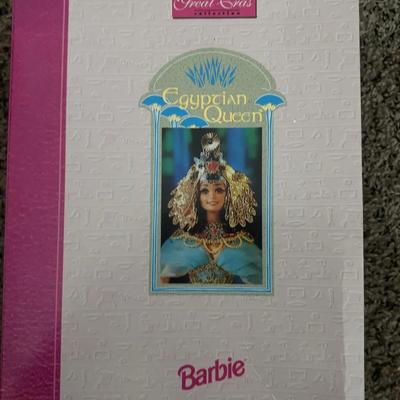 Great Eras
collection
Egyptian
Queen
Barbie